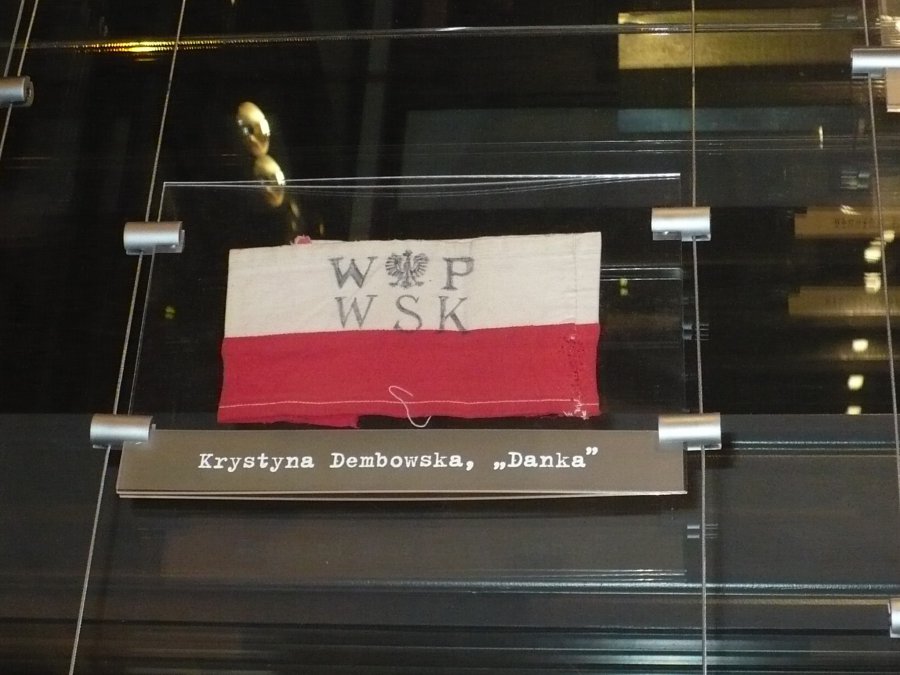 W P
WSK
Krystyna Dembowska, „Danka”